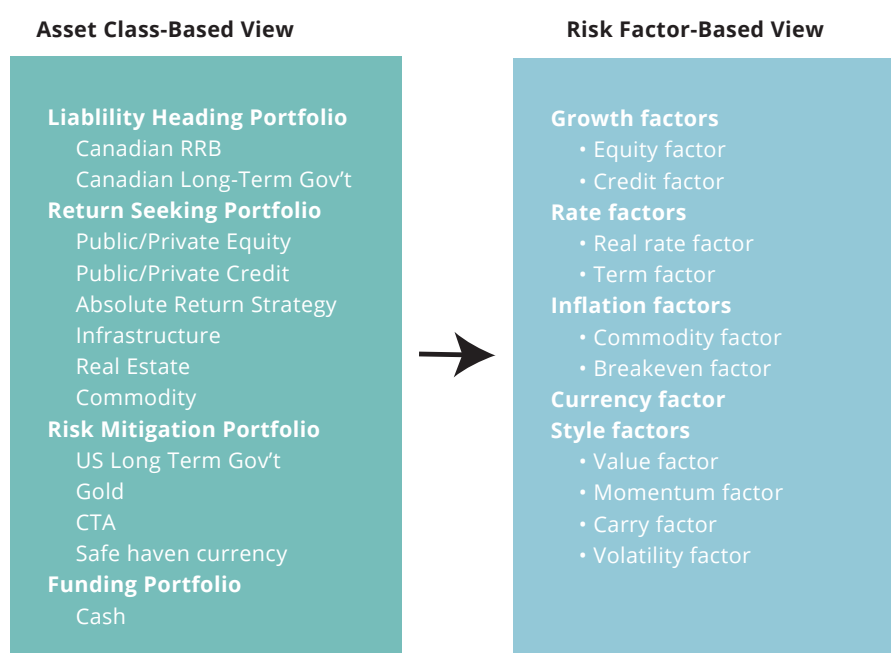 Asset Class-Based View
Liablility Heading Portfolio
Canadian RRB
Canadian Long-Term Gov't
Return Seeking Portfolio
Public/Private Equity
Public/Private Credit
Absolute Return Strategy
Infrastructure
Real Estate
Commodity
Risk Mitigation Portfolio
US Long Term Gov't
Gold
CTA
Safe haven currency
Funding Portfolio
Cash
Risk Factor-Based View
Growth factors
• Equity factor
• Credit factor
Rate factors
• Real rate factor
• Term factor
Inflation factors
• Commodity factor
• Breakeven factor
Currency factor
Style factors
• Value factor
• Momentum factor
• Carry factor
• Volatility factor